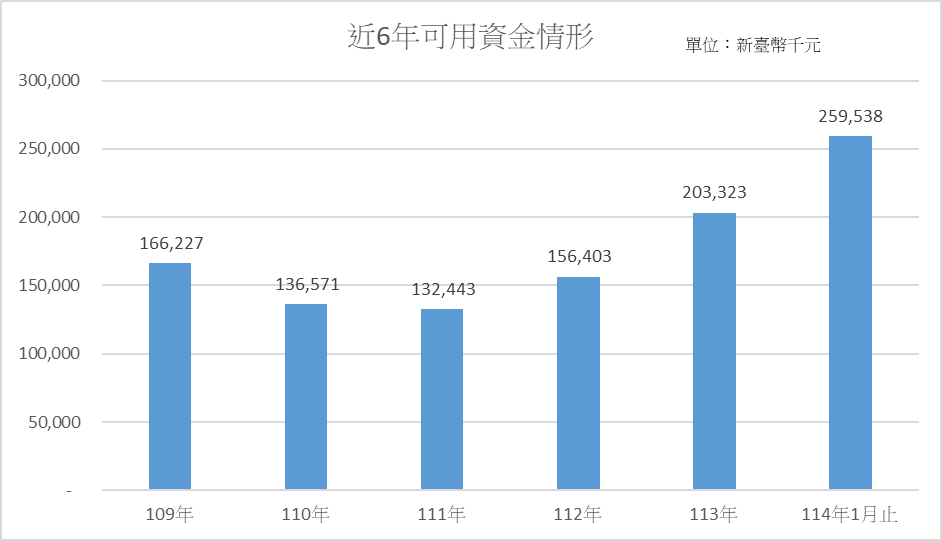 近6年可用資金情形
單位：新臺幣千元
300,000
250,000
200,000
150,000
100,000
50,000
-
166,227
136,571
132,443
156,403
203,323
259,538
109年
110年
111年
112年
113年
114年1月止